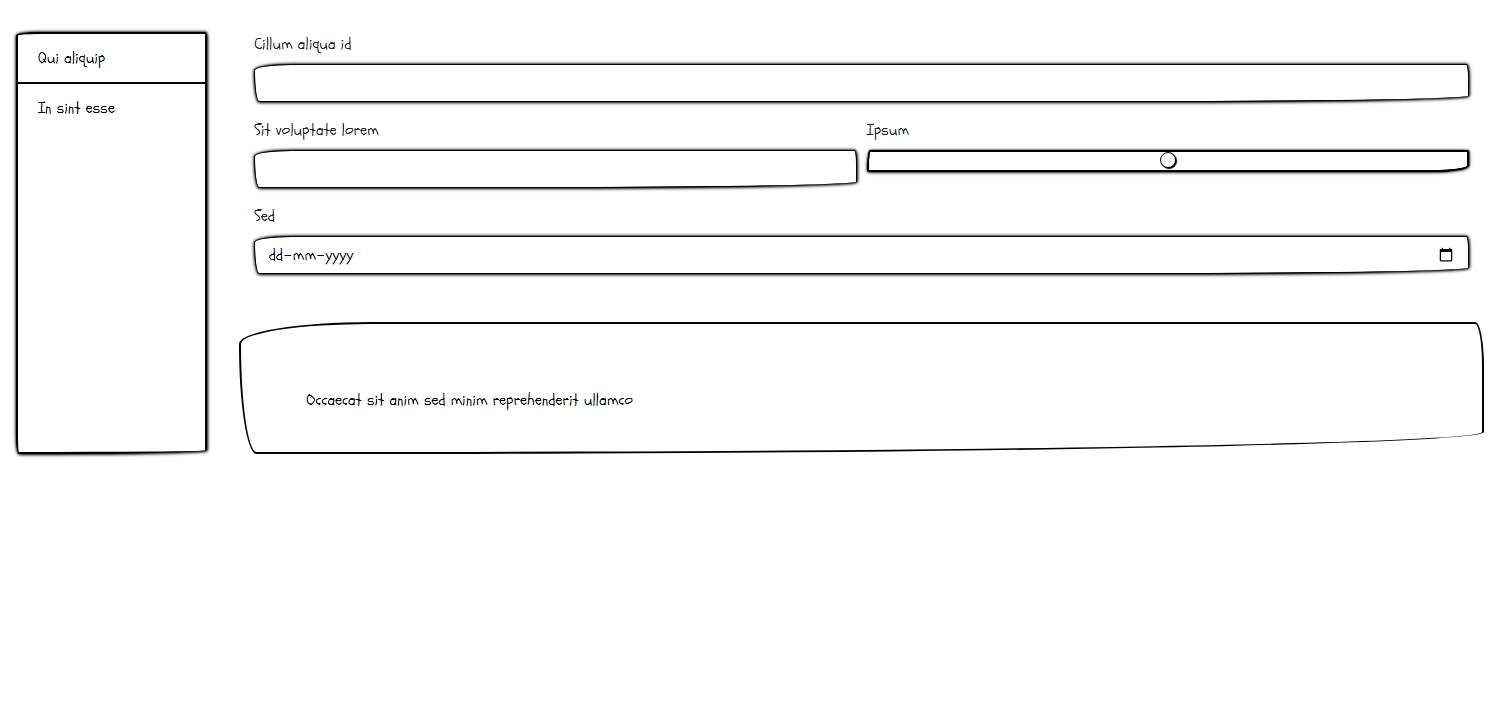 Qui aliquip
In sint esse
Cillum aliqua id
Sit voluptate lorem
Ipsum
Sed
dd-mm-yyyy
Occaecat sit anim sed minim reprehenderit ullamco